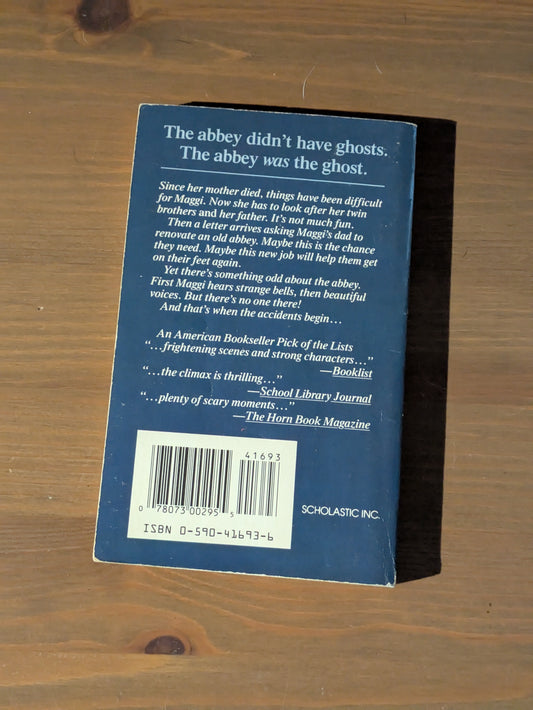 The abbey didn't have ghosts.
The abbey was the ghost.
Since her mother died, things have been difficult
for Maggi. Now she has to look after her twin
brothers and her father. It's not much fun.
Then a letter arrives asking Maggi's dad to
renovate an old abbey. Maybe this is the chance
they need. Maybe this new job will help them get
on their feet again.
Yet there's something odd about the abbey.
First Maggi hears strange bells, then beautiful
voices. But there's no one there!
And that's when the accidents begin...
An American Bookseller Pick of the Lists
"...frightening scenes and strong characters..."
—Booklist
"...the climax is thrilling..."
—School Library Journal
"...plenty of scary moments..."
—The Horn Book Magazine
41693
0 78073 00295 5
ISBN 0-590-41693-6
SCHOLASTIC INC.